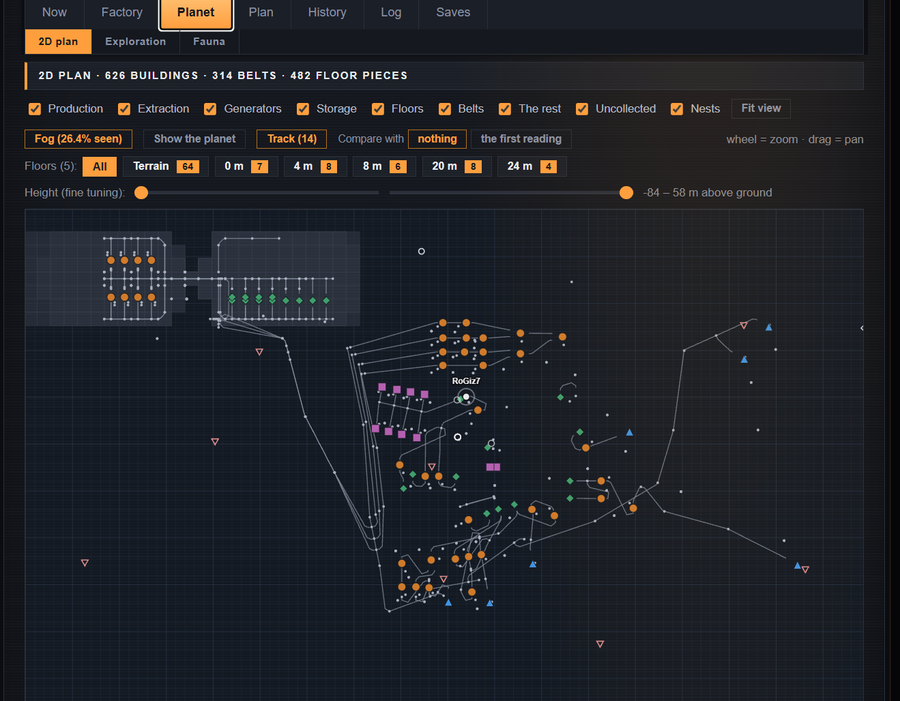 Now Factory Planet Plan History Log Saves
2D plan Exploration Fauna
2D PLAN · 626 BUILDINGS · 314 BELTS · 482 FLOOR PIECES
Production Extraction Generators Storage Floors Belts The rest Uncollected Nests Fit view
Fog (26.4% seen) Show the planet Track (14) Compare with nothing the first reading wheel = zoom · drag = pan
Floors (5): All Terrain 64 0 m 7 4 m 8 8 m 6 20 m 8 24 m 4
Height (fine tuning): -84 – 58 m above ground
RoGiz7